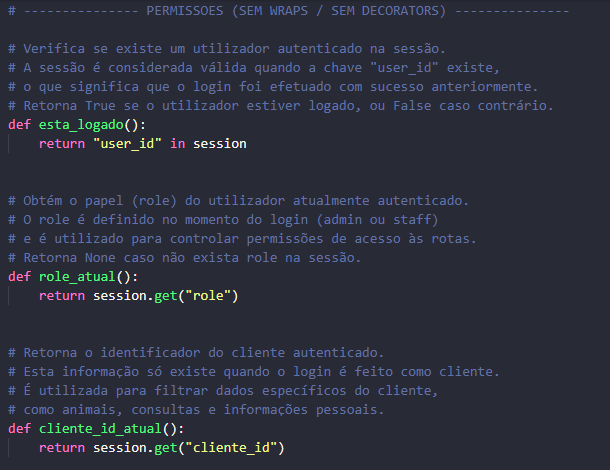 # --------------- PERMISSOES (SEM WRAPS / SEM DECORATORS) ---------------
# Verifica se existe um utilizador autenticado na sessão.
# A sessão é considerada válida quando a chave "user_id" existe,
# o que significa que o login foi efetuado com sucesso anteriormente.
# Retorna True se o utilizador estiver logado, ou False caso contrário.
def esta_logado():
    return "user_id" in session
# Obtém o papel (role) do utilizador atualmente autenticado.
# O role é definido no momento do login (admin ou staff)
# e é utilizado para controlar permissões de acesso às rotas.
# Retorna None caso não exista role na sessão.
def role_atual():
    return session.get("role")
# Retorna o identificador do cliente autenticado.
# Esta informação só existe quando o login é feito como cliente.
# É utilizada para filtrar dados específicos do cliente,
# como animais, consultas e informações pessoais.
def cliente_id_atual():
    return session.get("cliente_id")